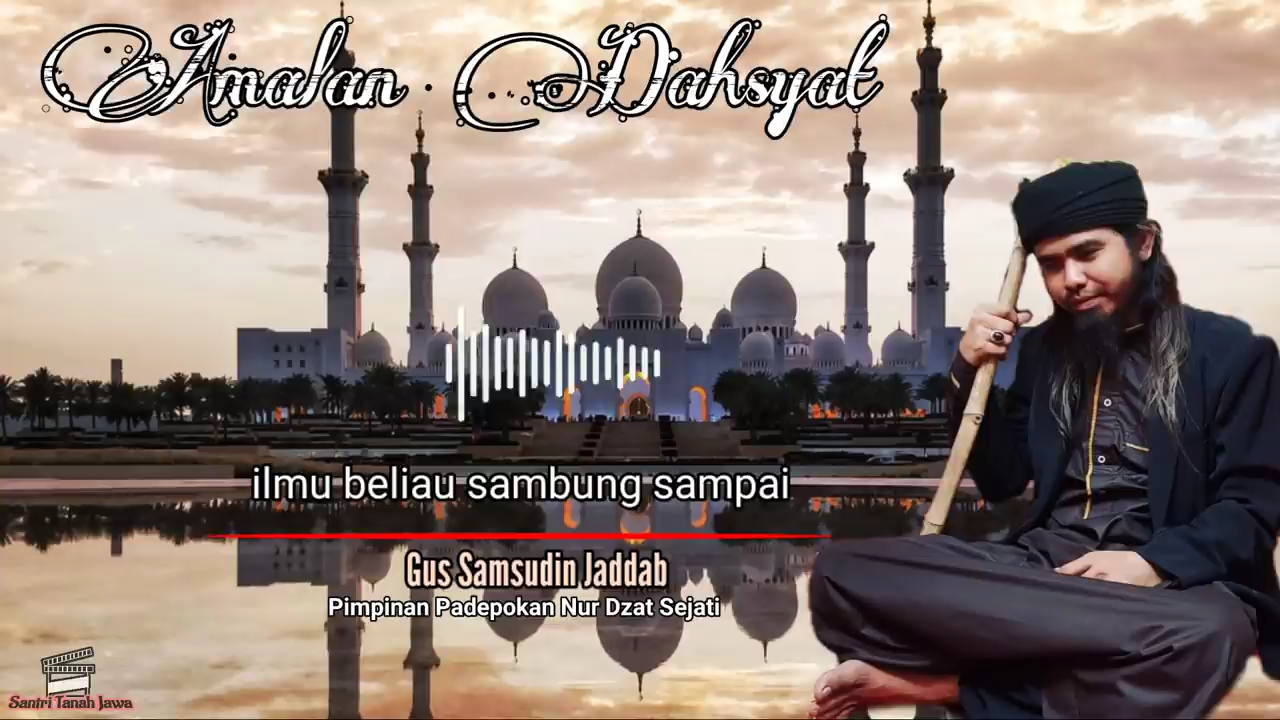 Amalan Dahsyat
ilmu beliau sambung sampai
Gus Samsudin Jaddab
Pimpinan Padepokan Nur Dzat Sejati
Santri Tanah Jawa